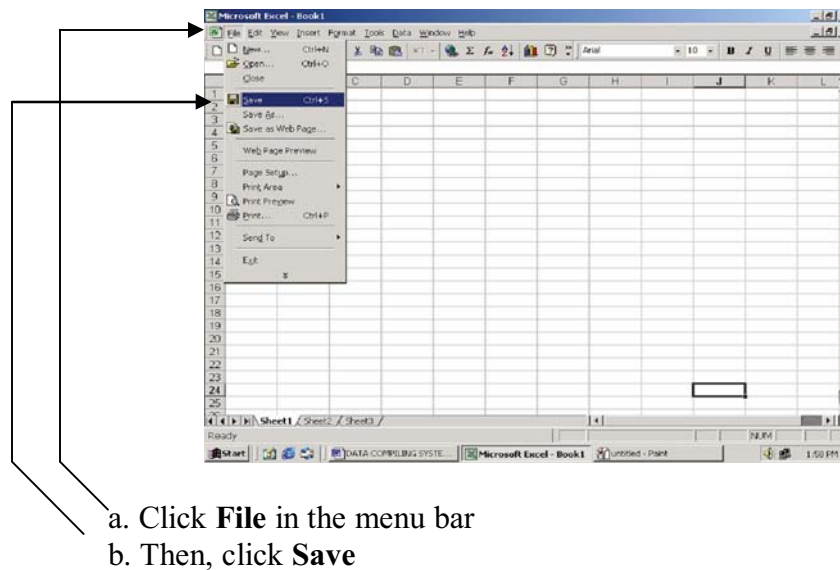 Microsoft Excel - Book1
File Edit View Insert Format Tools Data Window Help
Arial 10 B I U
New... Ctrl+N
Open... Ctrl+O
Close
Save Ctrl+S
Save As...
Save as Web Page...
Web Page Preview
Page Setup...
Print Area
Print Preview
Print... Ctrl+P
Send To
Exit
C D E F G H I J K L
1
2
3
4
5
6
7
8
9
10
11
12
13
14
15
16
17
18
19
20
21
22
23
24
25
Sheet1 Sheet2 Sheet3
Ready NUM
Start DATA COMPILING SYSTE... Microsoft Excel - Book1 untitled - Paint 1:58 PM
a. Click File in the menu bar
b. Then, click Save